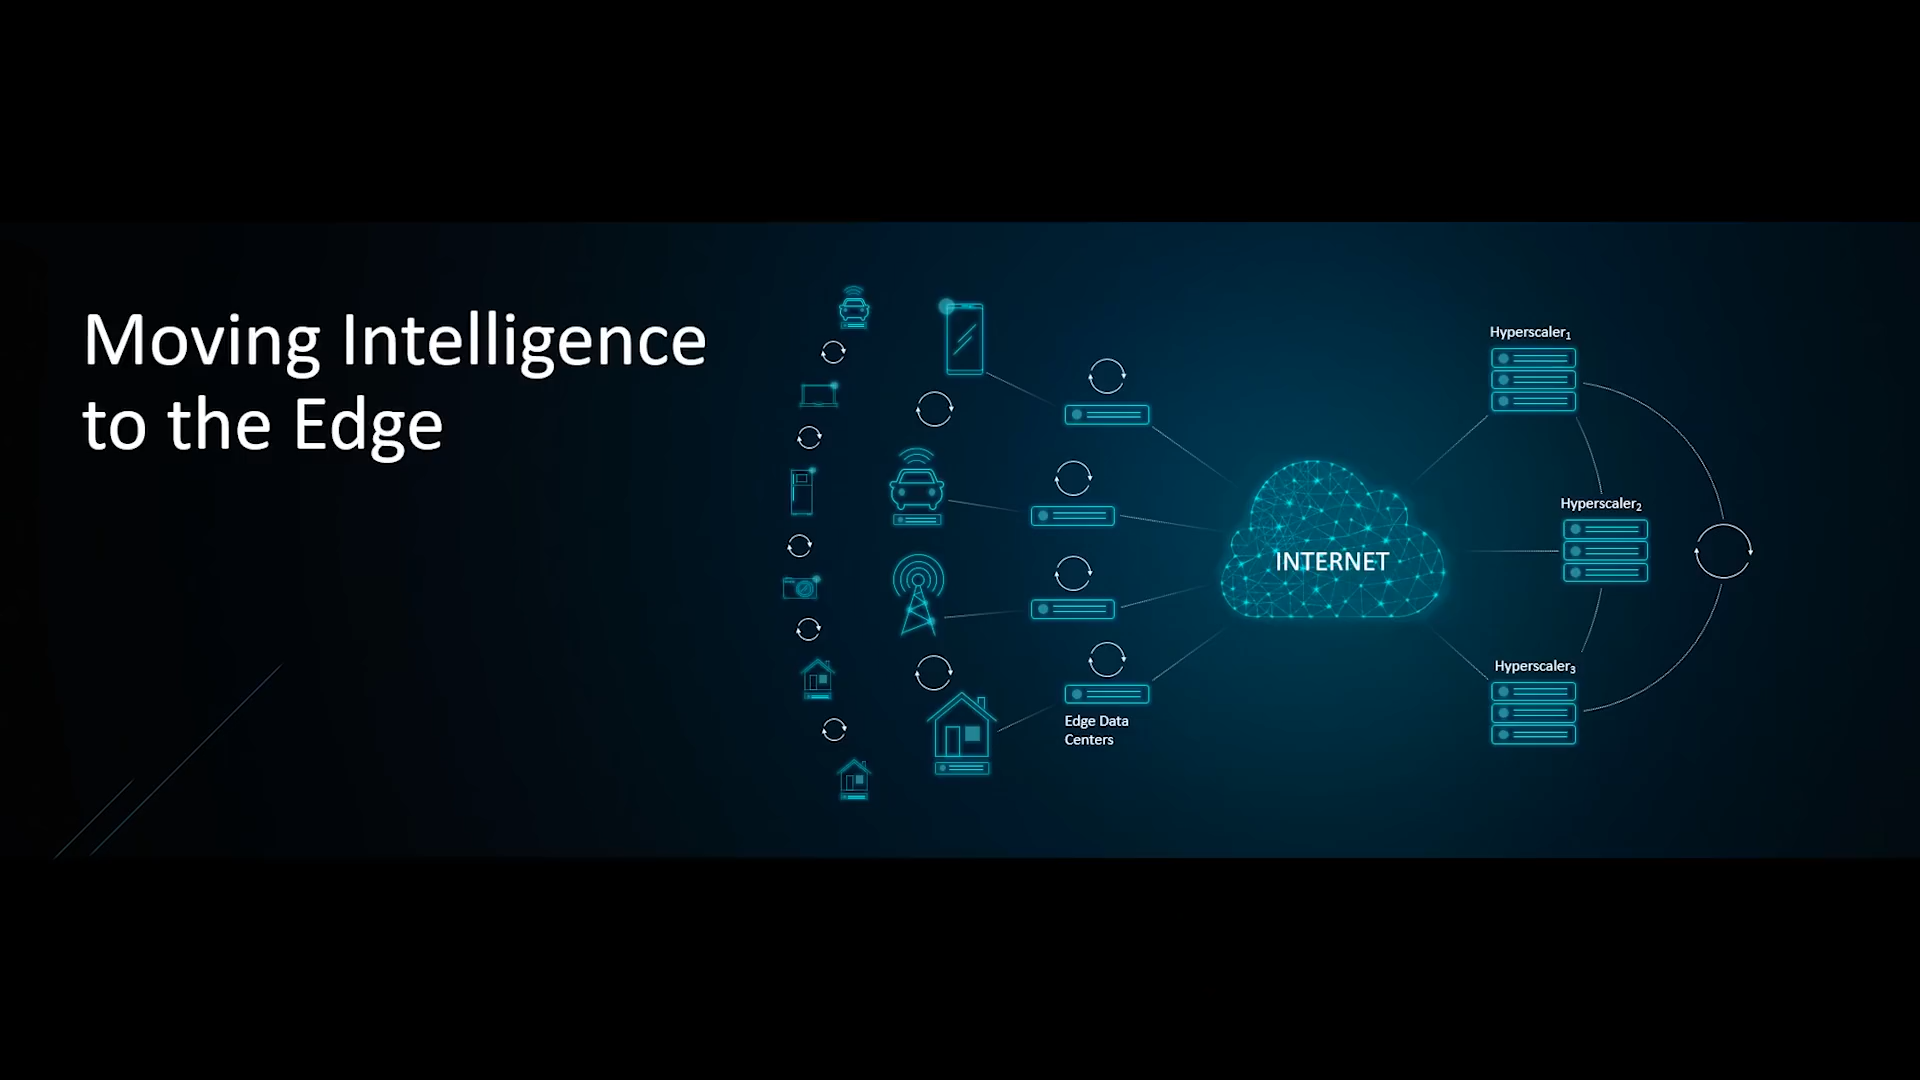 Moving Intelligence
to the Edge
Hyperscaler₁
Hyperscaler₂
INTERNET
Hyperscaler₃
Edge Data
Centers